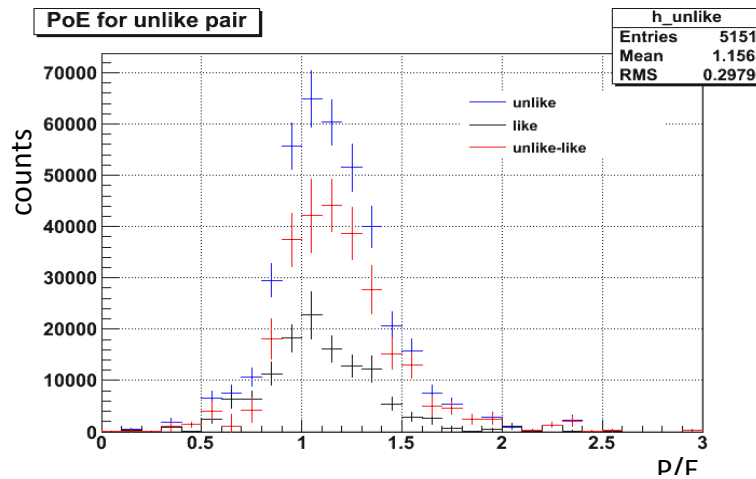 PoE for unlike pair
h_unlike
Entries 5151
Mean 1.156
RMS 0.2979
70000
60000
50000
40000
30000
20000
10000
0
counts
unlike
like
unlike-like
0 0.5 1 1.5 2 2.5 3